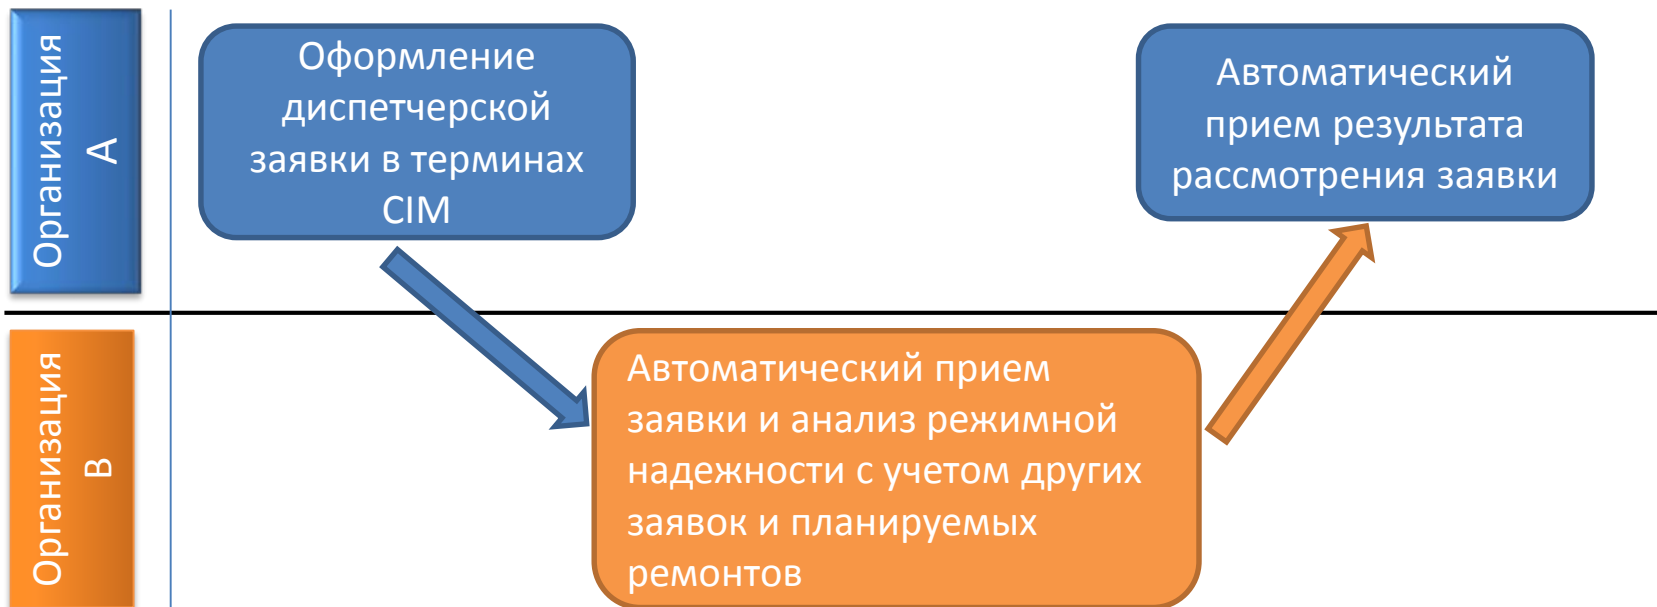 Организация
А
Оформление
диспетчерской
заявки в терминах
CIM
Автоматический
прием результата
рассмотрения заявки
Организация
В
Автоматический прием
заявки и анализ режимной
надежности с учетом других
заявок и планируемых
ремонтов